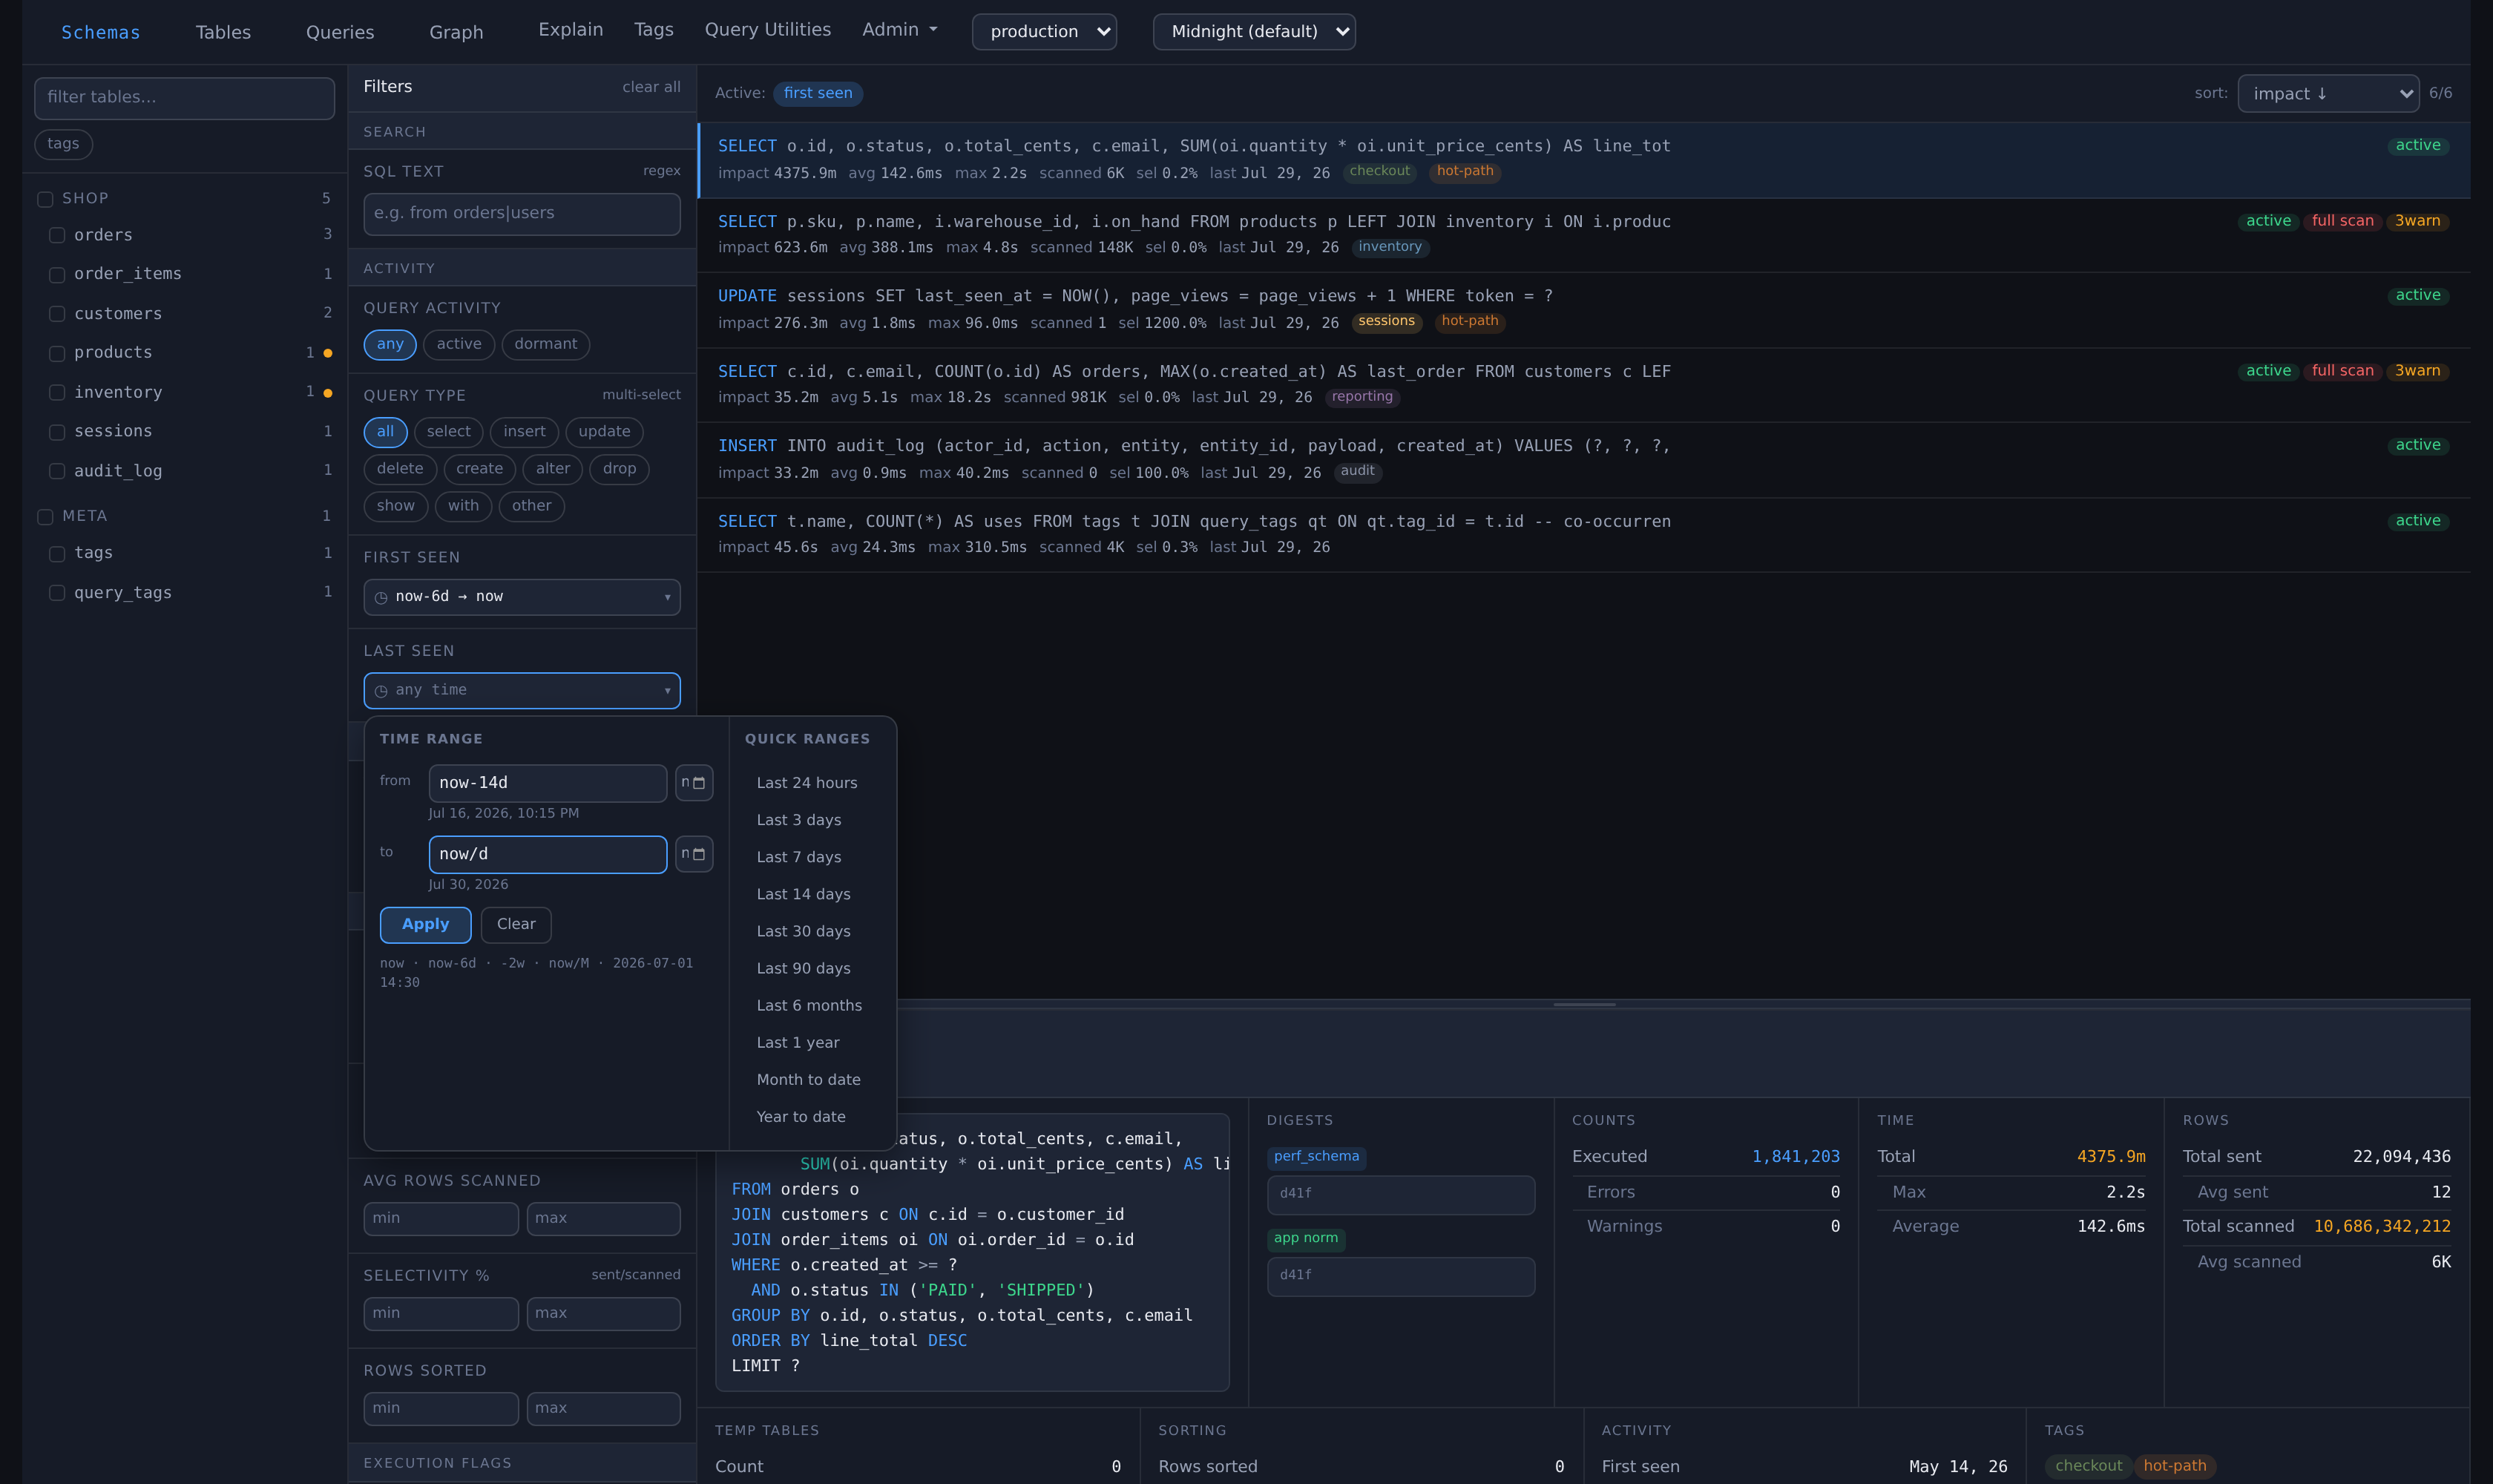 Schemas Tables Queries Graph Explain Tags Query Utilities Admin production Midnight (default)
filter tables...
tags
SHOP 5
orders 3
order_items 1
customers 2
products 1
inventory 1
sessions 1
audit_log 1
META 1
tags 1
query_tags 1
Filters clear all
SEARCH
SQL TEXT regex
e.g. from orders|users
ACTIVITY
QUERY ACTIVITY
any active dormant
QUERY TYPE multi-select
all select insert update
delete create alter drop
show with other
FIRST SEEN
now-6d → now
LAST SEEN
any time
TIME RANGE
from now-14d
Jul 16, 2026, 10:15 PM
to now/d
Jul 30, 2026
Apply Clear
now · now-6d · -2w · now/M · 2026-07-01
14:30
QUICK RANGES
Last 24 hours
Last 3 days
Last 7 days
Last 14 days
Last 30 days
Last 90 days
Last 6 months
Last 1 year
Month to date
Year to date
AVG ROWS SCANNED
min max
SELECTIVITY % sent/scanned
min max
ROWS SORTED
min max
EXECUTION FLAGS
Active: first seen sort: impact ↓ 6/6
SELECT o.id, o.status, o.total_cents, c.email, SUM(oi.quantity * oi.unit_price_cents) AS line_tot active
impact 4375.9m avg 142.6ms max 2.2s scanned 6K sel 0.2% last Jul 29, 26 checkout hot-path
SELECT p.sku, p.name, i.warehouse_id, i.on_hand FROM products p LEFT JOIN inventory i ON i.produc active full scan 3warn
impact 623.6m avg 388.1ms max 4.8s scanned 148K sel 0.0% last Jul 29, 26 inventory
UPDATE sessions SET last_seen_at = NOW(), page_views = page_views + 1 WHERE token = ? active
impact 276.3m avg 1.8ms max 96.0ms scanned 1 sel 1200.0% last Jul 29, 26 sessions hot-path
SELECT c.id, c.email, COUNT(o.id) AS orders, MAX(o.created_at) AS last_order FROM customers c LEF active full scan 3warn
impact 35.2m avg 5.1s max 18.2s scanned 981K sel 0.0% last Jul 29, 26 reporting
INSERT INTO audit_log (actor_id, action, entity, entity_id, payload, created_at) VALUES (?, ?, ?, active
impact 33.2m avg 0.9ms max 40.2ms scanned 0 sel 100.0% last Jul 29, 26 audit
SELECT t.name, COUNT(*) AS uses FROM tags t JOIN query_tags qt ON qt.tag_id = t.id -- co-occurren active
impact 45.6s avg 24.3ms max 310.5ms scanned 4K sel 0.3% last Jul 29, 26
atus, o.total_cents, c.email,
SUM(oi.quantity * oi.unit_price_cents) AS li
FROM orders o
JOIN customers c ON c.id = o.customer_id
JOIN order_items oi ON oi.order_id = o.id
WHERE o.created_at >= ?
AND o.status IN ('PAID', 'SHIPPED')
GROUP BY o.id, o.status, o.total_cents, c.email
ORDER BY line_total DESC
LIMIT ?
DIGESTS
perf_schema
d41f
app norm
d41f
COUNTS
Executed 1,841,203
Errors 0
Warnings 0
TIME
Total 4375.9m
Max 2.2s
Average 142.6ms
ROWS
Total sent 22,094,436
Avg sent 12
Total scanned 10,686,342,212
Avg scanned 6K
TEMP TABLES
Count 0
SORTING
Rows sorted 0
ACTIVITY
First seen May 14, 26
TAGS
checkout hot-path